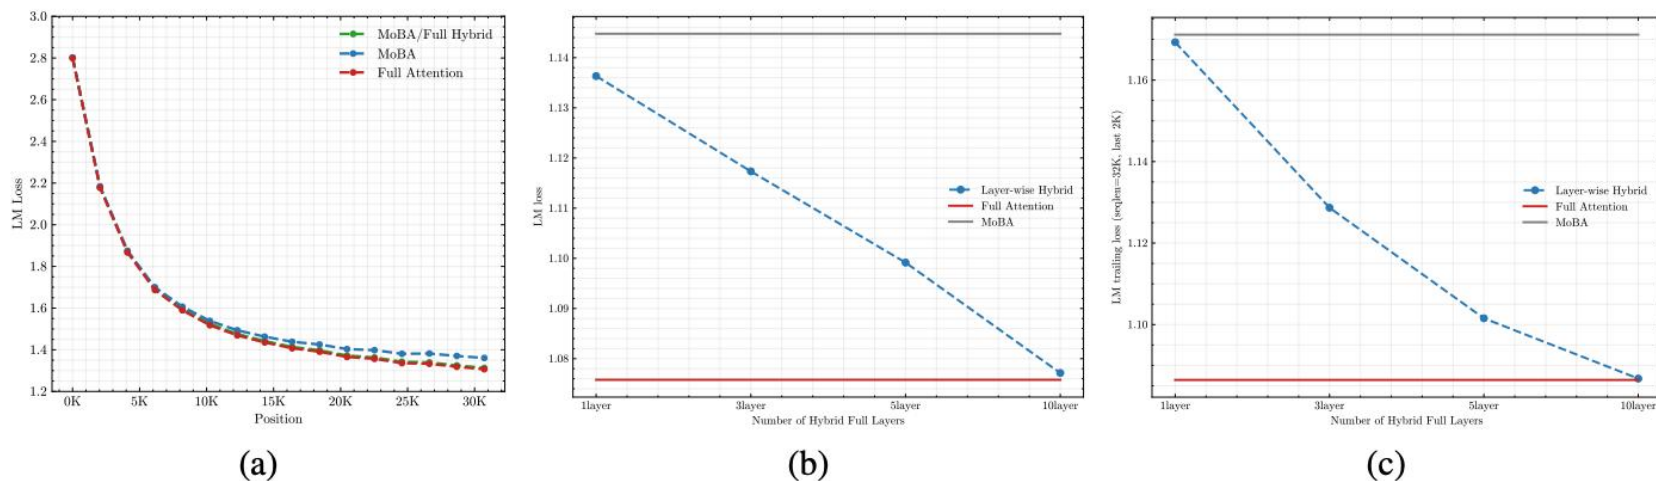 3.0
2.8
2.6
2.4
2.2
2.0
1.8
1.6
1.4
1.2
LM Loss
MoBA/Full Hybrid
MoBA
Full Attention
0K 5K 10K 15K 20K 25K 30K
Position
(a)
1.14
1.13
1.12
1.11
1.10
1.09
1.08
LM loss
Layer-wise Hybrid
Full Attention
MoBA
1layer 3layer 5layer 10layer
Number of Hybrid Full Layers
(b)
1.16
1.14
1.12
1.10
LM trailing loss (seqlen=32K, last 2K)
Layer-wise Hybrid
Full Attention
MoBA
1layer 3layer 5layer 10layer
Number of Hybrid Full Layers
(c)